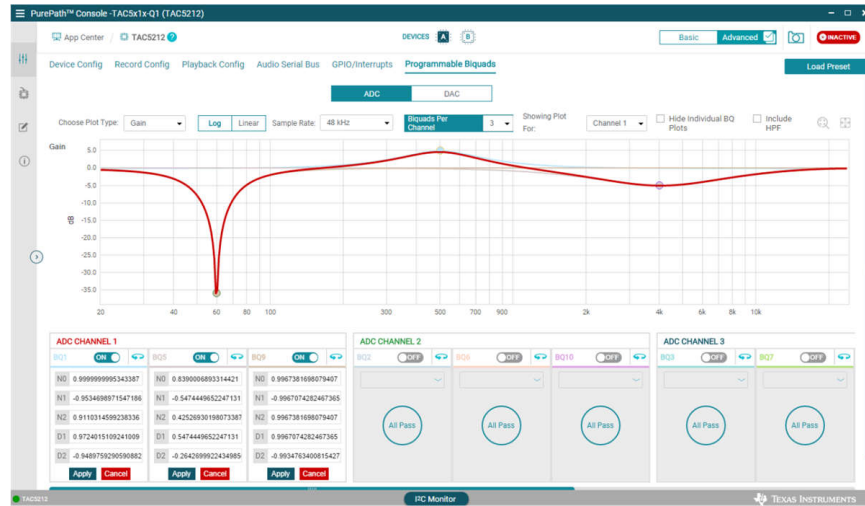 PurePath™ Console -TAC5x1x-Q1 (TAC5212)
App Center / TAC5212 ?
DEVICES A B
Basic Advanced
INACTIVE
Device Config Record Config Playback Config Audio Serial Bus GPIO/Interrupts Programmable Biquads
Load Preset
ADC DAC
Choose Plot Type: Gain Log Linear Sample Rate: 48 kHz Biquads Per Channel 3 Showing Plot For: Channel 1 Hide Individual BQ Plots Include HPF
Gain
dB
5.0
0.0
-5.0
-10.0
-15.0
-20.0
-25.0
-30.0
-35.0
20 40 60 80 100 300 500 700 900 2k 4k 6k 8k 10k
ADC CHANNEL 1 ADC CHANNEL 2 ADC CHANNEL 3
BQ1 ON BQ5 ON BQ9 ON BQ2 OFF BQ6 OFF BQ10 OFF BQ3 OFF BQ7 OFF
N0 0.9999999995343387 N0 0.8390006893314421 N0 0.9967381698079407
N1 -0.9534698971547186 N1 -0.5474449652247131 N1 -0.9967074282467365
N2 0.9110314599238336 N2 0.42526930198073387 N2 0.9967381698079407
D1 0.9724015109241009 D1 0.5474449652247131 D1 0.9967074282467365
D2 -0.9489759290590882 D2 -0.2642699922434985 D2 -0.9934763400815427
All Pass All Pass All Pass All Pass All Pass
Apply Cancel Apply Cancel Apply Cancel
TAC5212
I²C Monitor
TEXAS INSTRUMENTS